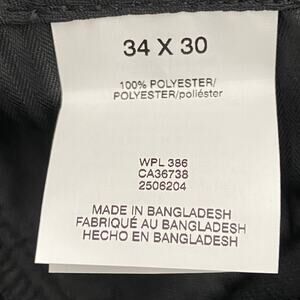 34 X 30
100% POLYESTER/
POLYESTER/poliéster
WPL 386
CA36738
2506204
MADE IN BANGLADESH
FABRIQUÉ AU BANGLADESH
HECHO EN BANGLADESH